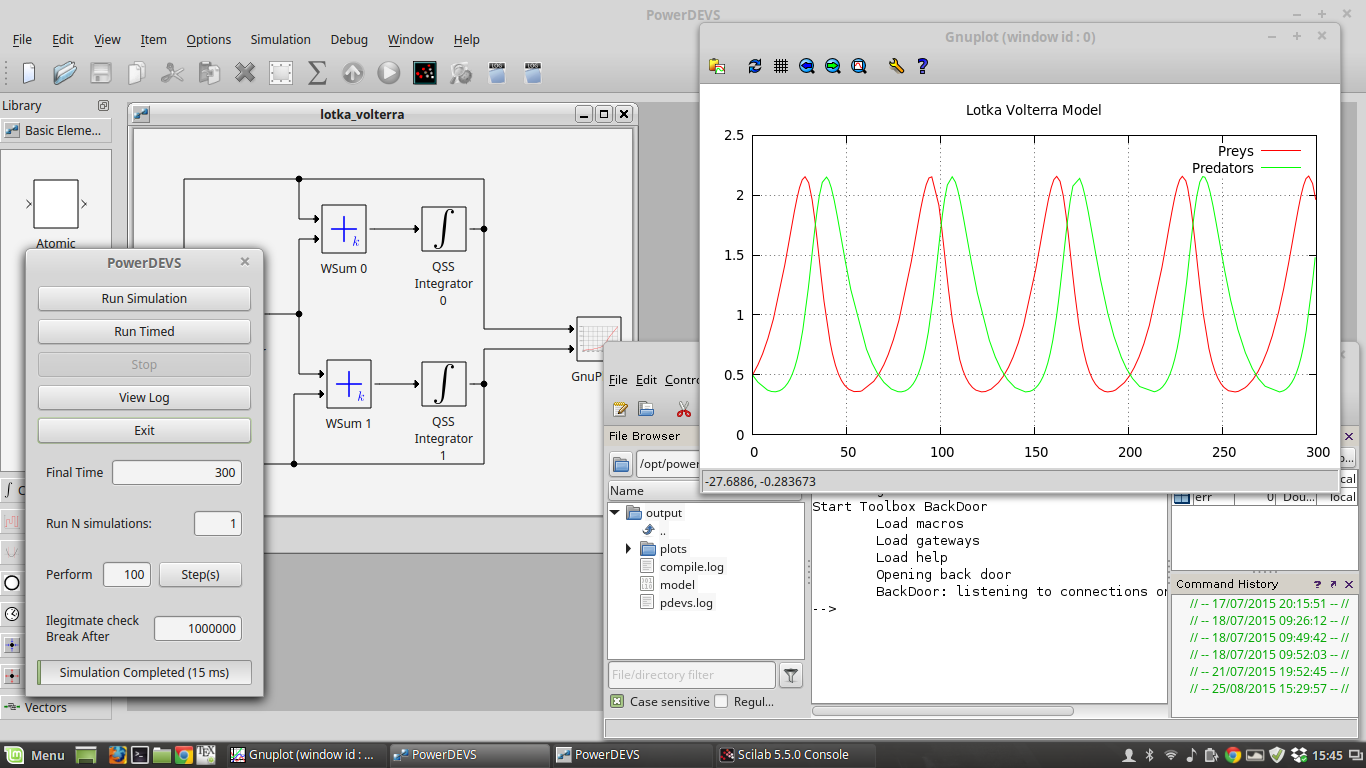 PowerDEVS
File Edit View Item Options Simulation Debug Window Help
LOG LOG
Library
Basic Eleme...
Atomic
lotka_volterra
k
WSum 0
QSS
Integrator
0
k
WSum 1
QSS
Integrator
1
PowerDEVS
Run Simulation
Run Timed
Stop
View Log
Exit
Final Time 300
Run N simulations: 1
Perform 100 Step(s)
Ilegitmate check
Break After
1000000
Simulation Completed (15 ms)
Vectors
Gnuplot (window id : 0)
Lotka Volterra Model
Preys
Predators
2.5
2
1.5
1
0.5
0
0 50 100 150 200 250 300
-27.6886, -0.283673
File Edit
File Browser
Name
output
..
plots
compile.log
model
pdevs.log
File/directory filter
Case sensitive Regul...
Start Toolbox BackDoor
Load macros
Load gateways
Load help
Opening back door
BackDoor: listening to connections
-->
local
err 0 Dou... local
Command History
// -- 17/07/2015 20:15:51 -- //
// -- 18/07/2015 09:26:12 -- //
// -- 18/07/2015 09:49:42 -- //
// -- 18/07/2015 09:52:03 -- //
// -- 21/07/2015 19:52:45 -- //
// -- 25/08/2015 15:29:57 -- //
Menu
Gnuplot (window id : ...
PowerDEVS
PowerDEVS
Scilab 5.5.0 Console
15:45